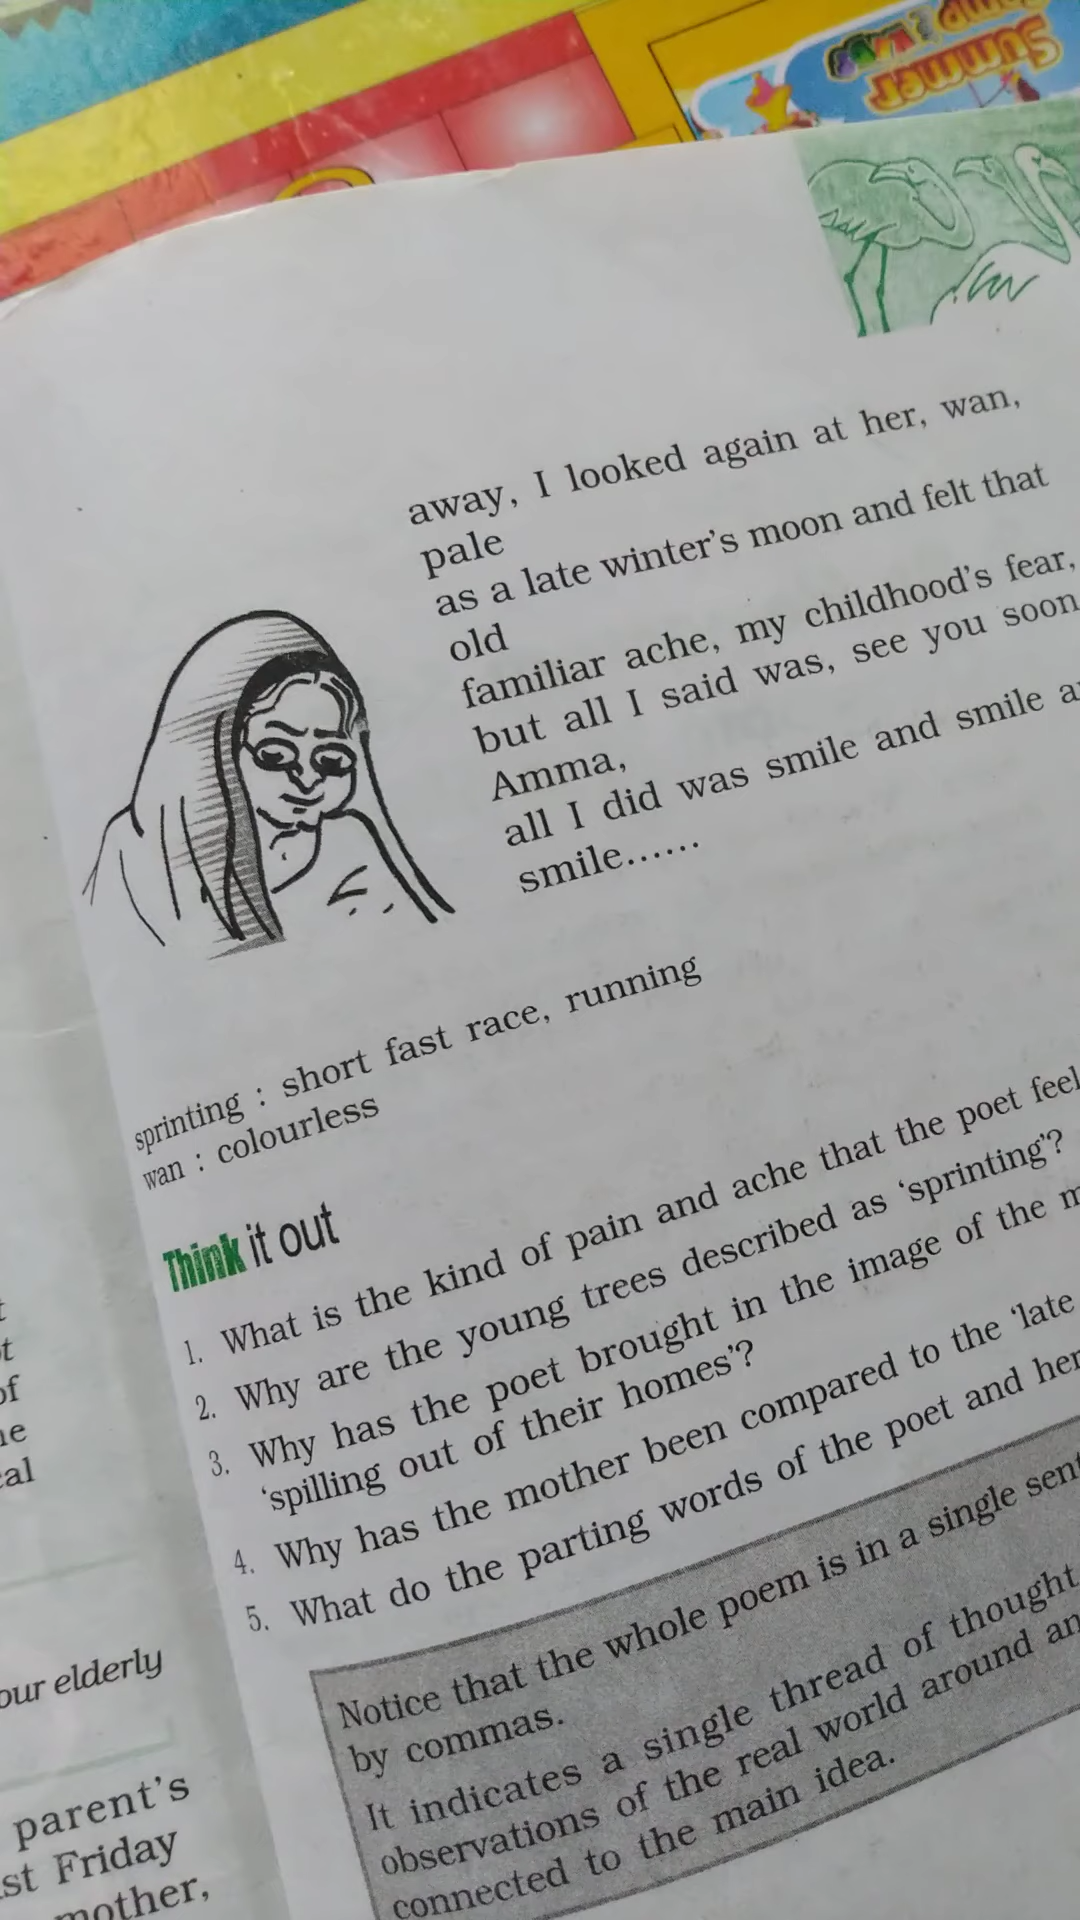 Summer
away, I looked again at her, wan,
pale
as a late winter's moon and felt that
old
familiar ache, my childhood's fear,
but all I said was, see you soon
Amma,
all I did was smile and smile
smile......
sprinting : short fast race, running
wan : colourless
Think it out
1. What is the kind of pain and ache that the poet
2. Why are the young trees described as ‘sprinting’?
3. Why has the poet brought in the image of the
‘spilling out of their homes’?
4. Why has the mother been compared to the ‘late
5. What do the parting words of the poet and
Notice that the whole poem is in a single
by commas.
It indicates a single thread of thought
observations of the real world around
connected to the main idea.
our elderly
parent's
Friday
mother,